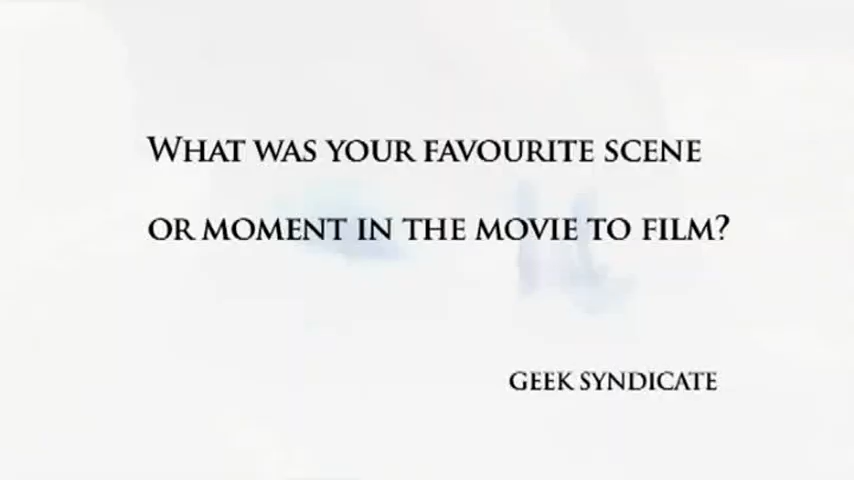 WHAT WAS YOUR FAVOURITE SCENE
OR MOMENT IN THE MOVIE TO FILM?
GEEK SYNDICATE